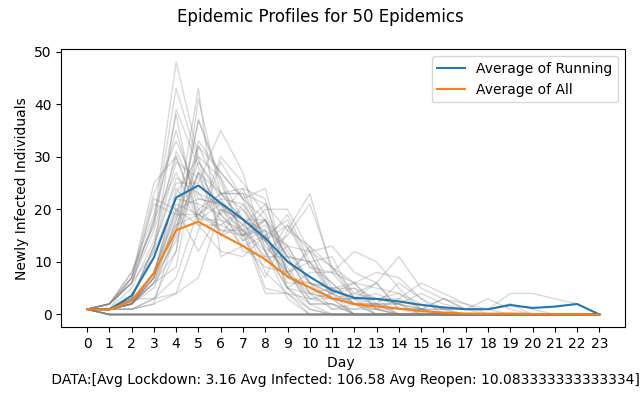 Epidemic Profiles for 50 Epidemics
Newly Infected Individuals
50
40
30
20
10
0
Average of Running
Average of All
0 1 2 3 4 5 6 7 8 9 10 11 12 13 14 15 16 17 18 19 20 21 22 23
Day
DATA:[Avg Lockdown: 3.16 Avg Infected: 106.58 Avg Reopen: 10.083333333333334]